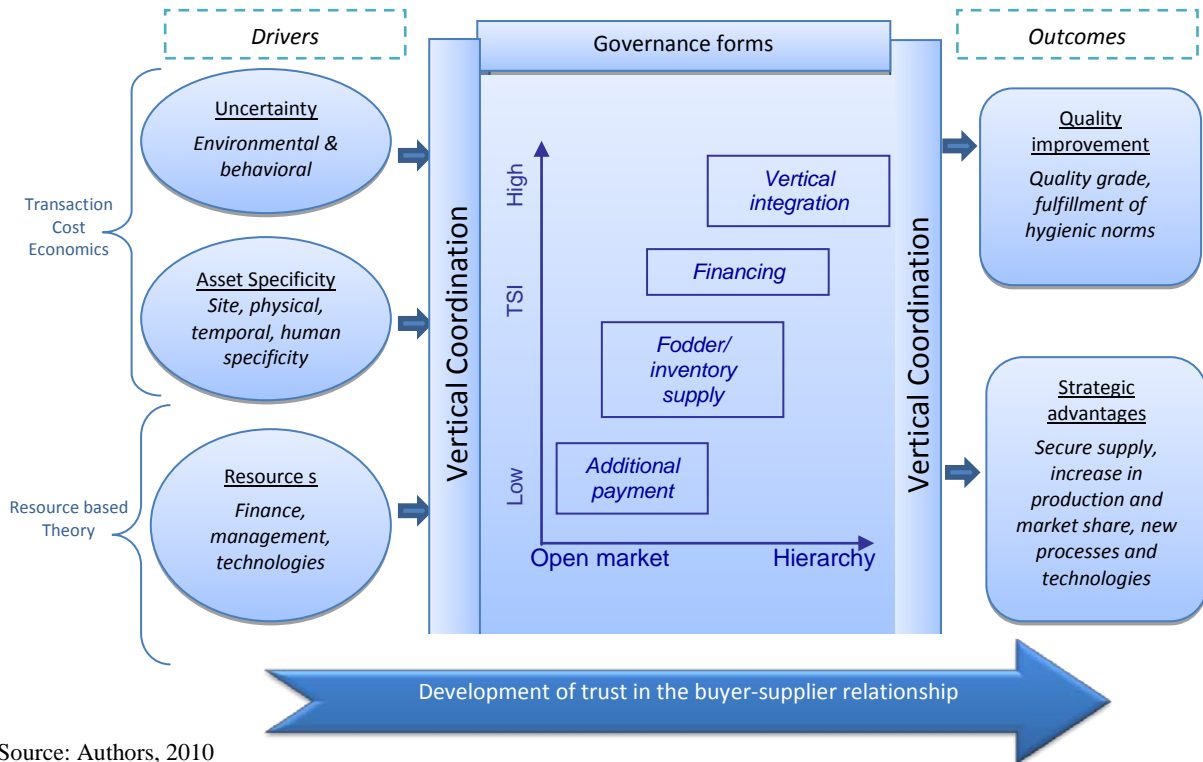 Drivers
Governance forms
Outcomes
Transaction
Cost
Economics
Uncertainty
Environmental &
behavioral
Asset Specificity
Site, physical,
temporal, human
specificity
Resource based
Theory
Resource s
Finance,
management,
technologies
Vertical Coordination
High
TSI
Low
Vertical
integration
Financing
Fodder/
inventory
supply
Additional
payment
Open market
Hierarchy
Vertical Coordination
Quality
improvement
Quality grade,
fulfillment of
hygienic norms
Strategic
advantages
Secure supply,
increase in
production and
market share, new
processes and
technologies
Development of trust in the buyer-supplier relationship
Source: Authors, 2010